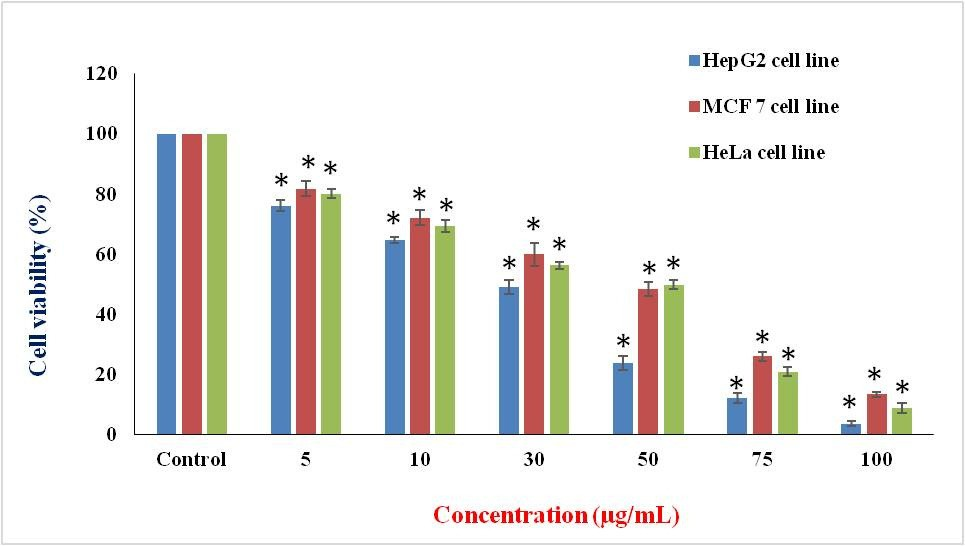 HepG2 cell line
MCF 7 cell line
HeLa cell line
120
100
80
60
40
20
0
Cell viability (%)
* * *
* * *
* * *
* * *
* * *
* * *
Control 5 10 30 50 75 100
Concentration (µg/mL)